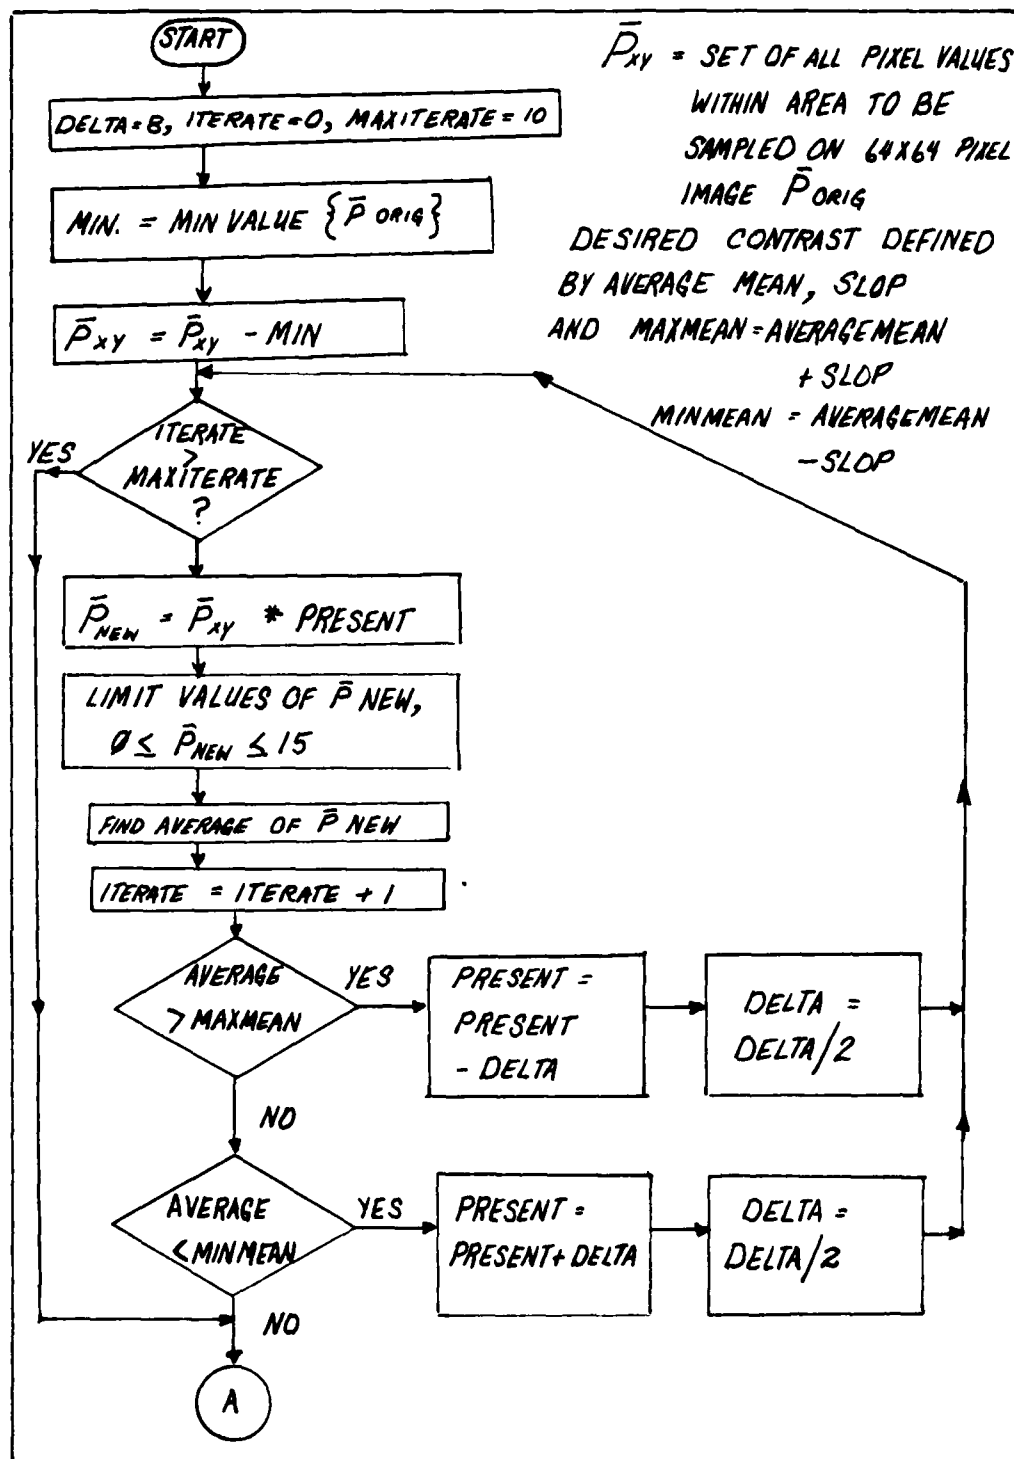 START
DELTA=8, ITERATE=0, MAXITERATE=10
MIN. = MIN VALUE {P̄ ORIG}
P̄xy = P̄xy - MIN
ITERATE
>
MAXITERATE
?
YES
P̄NEW = P̄xy * PRESENT
LIMIT VALUES OF P̄ NEW,
Ø ≤ P̄NEW ≤ 15
FIND AVERAGE OF P̄ NEW
ITERATE = ITERATE + 1
AVERAGE
> MAXMEAN
YES
PRESENT =
PRESENT
- DELTA
DELTA =
DELTA/2
NO
AVERAGE
< MINMEAN
YES
PRESENT =
PRESENT + DELTA
DELTA =
DELTA/2
NO
A
P̄xy = SET OF ALL PIXEL VALUES
WITHIN AREA TO BE
SAMPLED ON 64X64 PIXEL
IMAGE P̄ ORIG
DESIRED CONTRAST DEFINED
BY AVERAGE MEAN, SLOP
AND MAXMEAN = AVERAGEMEAN
+ SLOP
MINMEAN = AVERAGEMEAN
- SLOP